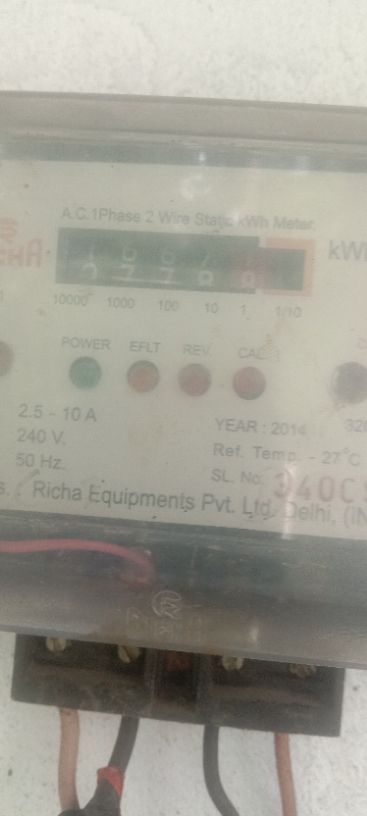 A.C.1Phase 2 Wire Static kWh Meter.
kW
10000 1000 100 10 1 1/10
POWER EFLT REV. CAL.
2.5 - 10 A
240 V.
50 Hz.
YEAR : 2014
Ref. Temp. - 27°C
SL. No.
Richa Equipments Pvt. Ltd. Delhi, (IN